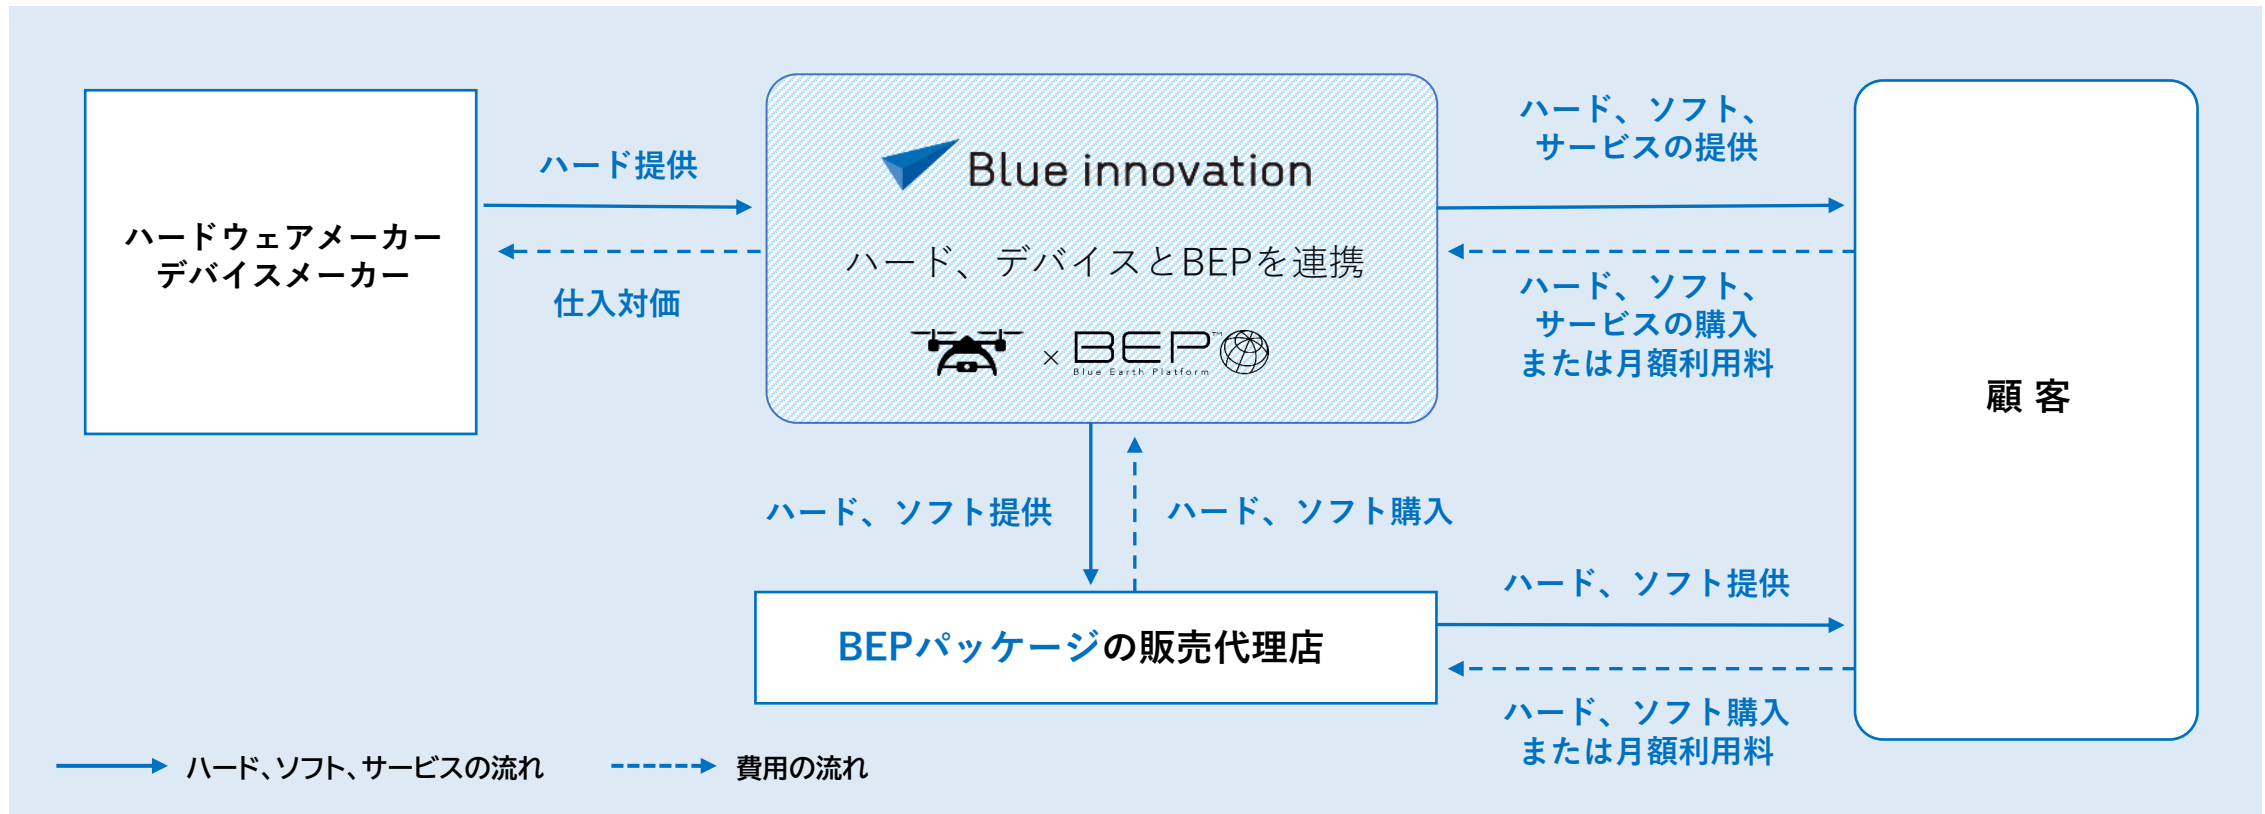 ハードウェアメーカー
デバイスメーカー
ハード提供
仕入対価
Blue innovation
ハード、デバイスとBEPを連携
× BEP™
Blue Earth Platform
ハード、ソフト、
サービスの提供
ハード、ソフト、
サービスの購入
または月額利用料
顧 客
ハード、ソフト提供
ハード、ソフト購入
BEPパッケージの販売代理店
ハード、ソフト提供
ハード、ソフト購入
または月額利用料
ハード、ソフト、サービスの流れ
費用の流れ